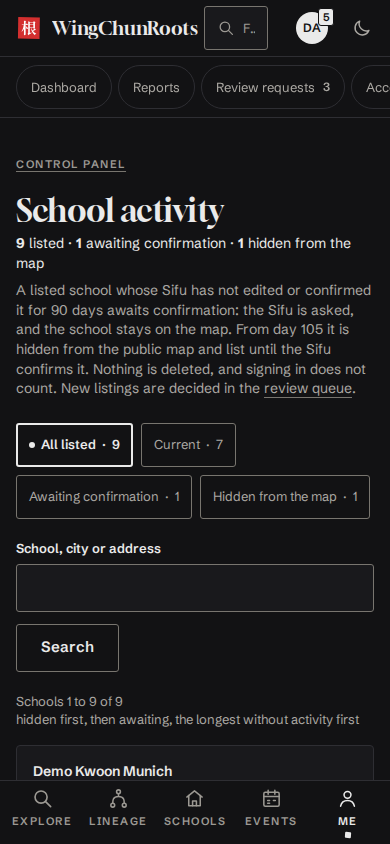 根 WingChunRoots F.. DA 5
Dashboard Reports Review requests 3 Acc
CONTROL PANEL
School activity
9 listed · 1 awaiting confirmation · 1 hidden from the
map
A listed school whose Sifu has not edited or confirmed
it for 90 days awaits confirmation: the Sifu is asked,
and the school stays on the map. From day 105 it is
hidden from the public map and list until the Sifu
confirms it. Nothing is deleted, and signing in does not
count. New listings are decided in the review queue.
All listed · 9 Current · 7
Awaiting confirmation · 1 Hidden from the map · 1
School, city or address
Search
Schools 1 to 9 of 9
hidden first, then awaiting, the longest without activity first
Demo Kwoon Munich
EXPLORE LINEAGE SCHOOLS EVENTS ME